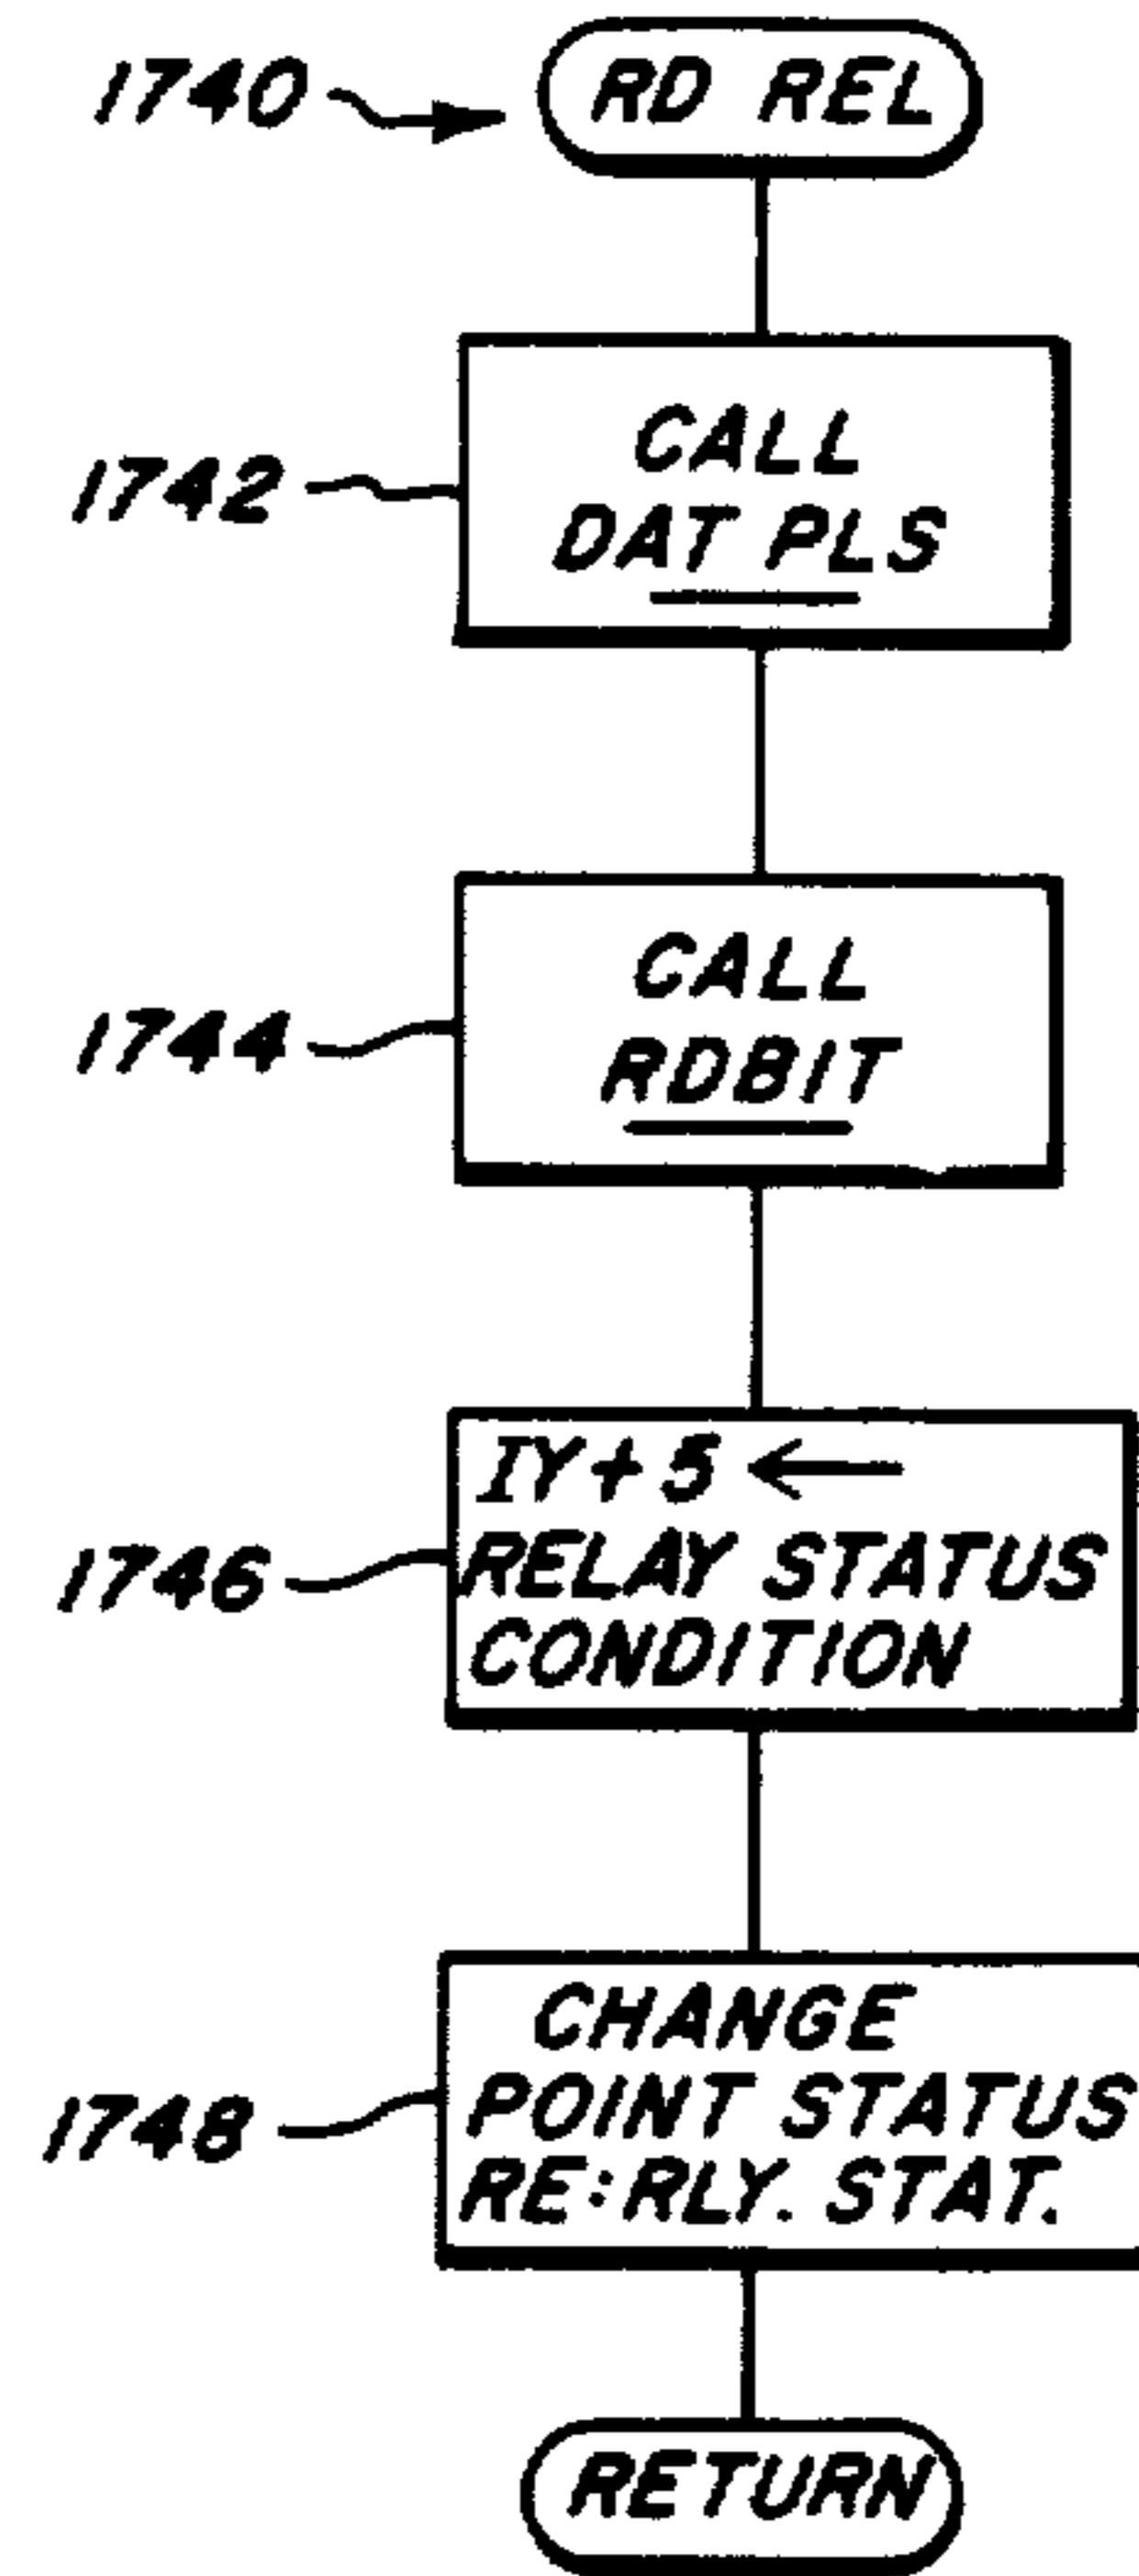 1740
RD REL
CALL
1742
DAT PLS
CALL
1744
RDBIT
IY+5 ←
1746
RELAY STATUS
CONDITION
CHANGE
1748
POINT STATUS
RE:RLY. STAT.
RETURN